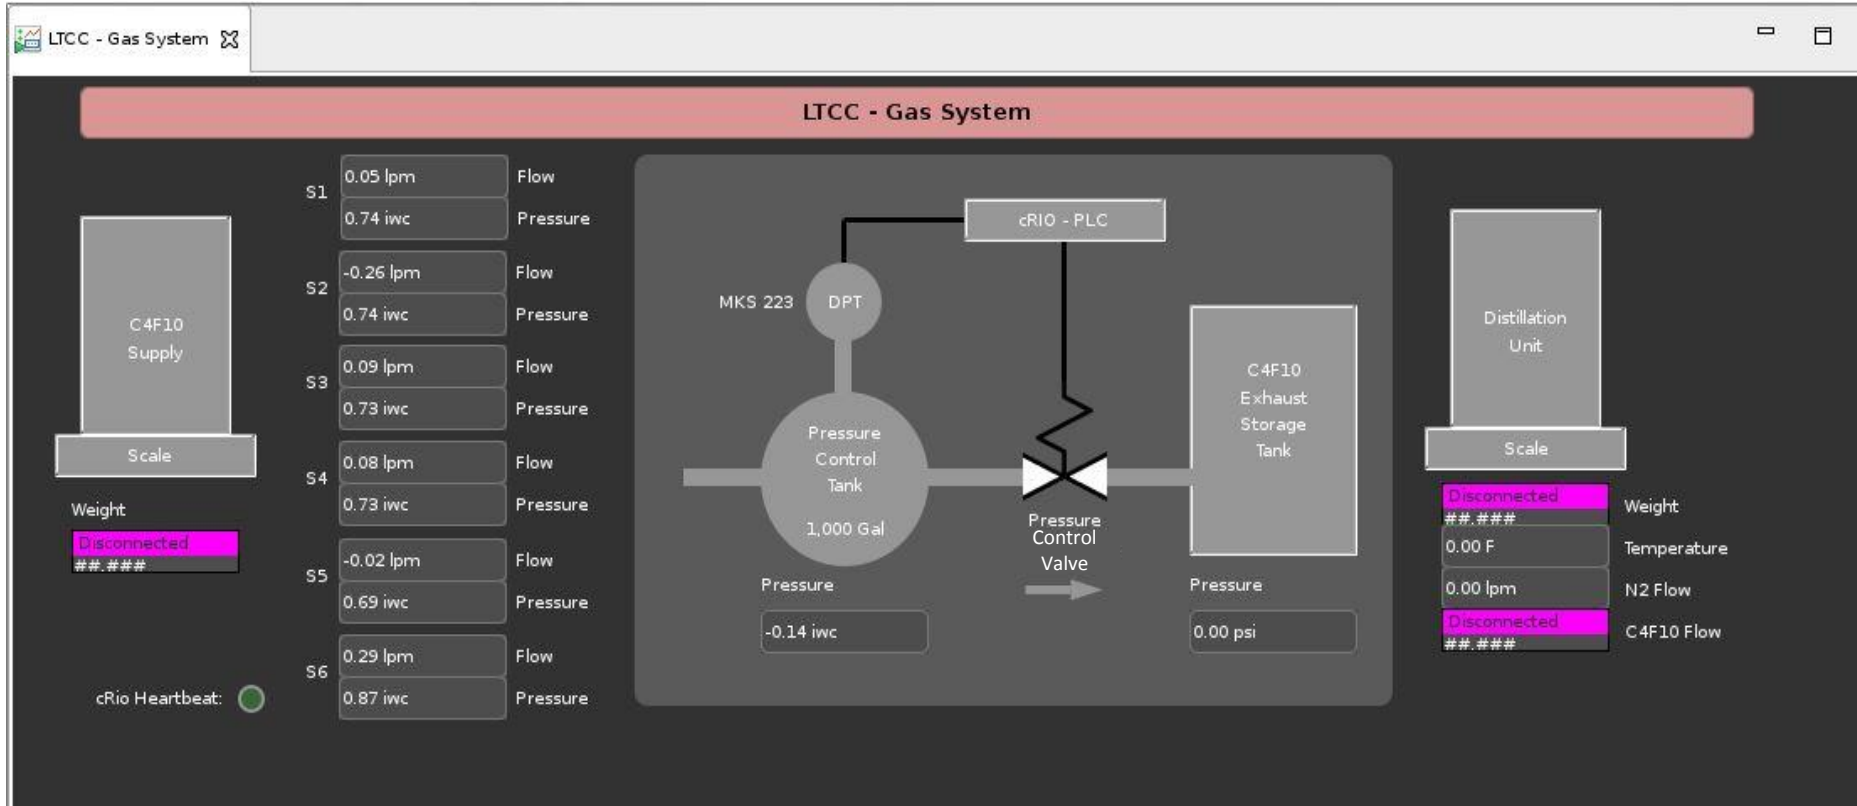 LTCC - Gas System
LTCC - Gas System
C4F10
Supply
Scale
Weight
Disconnected
##.###
cRio Heartbeat:
S1
0.05 lpm Flow
0.74 iwc Pressure
S2
-0.26 lpm Flow
0.74 iwc Pressure
S3
0.09 lpm Flow
0.73 iwc Pressure
S4
0.08 lpm Flow
0.73 iwc Pressure
S5
-0.02 lpm Flow
0.69 iwc Pressure
S6
0.29 lpm Flow
0.87 iwc Pressure
cRIO - PLC
MKS 223 DPT
Pressure
Control
Tank
1,000 Gal
Pressure
-0.14 iwc
Pressure
Control
Valve
C4F10
Exhaust
Storage
Tank
Pressure
0.00 psi
Distillation
Unit
Scale
Disconnected
##.### Weight
0.00 F Temperature
0.00 lpm N2 Flow
Disconnected
##.### C4F10 Flow